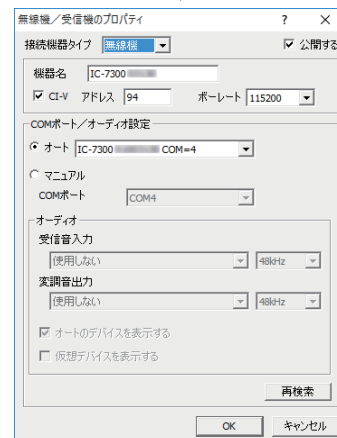 無線機／受信機のプロパティ ? ×
接続機器タイプ 無線機 公開する
機器名 IC-7300
CI-V アドレス 94 ボーレート 115200
COMポート／オーディオ設定
オート IC-7300 COM=4
マニュアル
COMポート COM4
オーディオ
受信音入力
使用しない 48kHz
変調音出力
使用しない 48kHz
オートのデバイスを表示する
仮想デバイスを表示する
再検索
OK キャンセル